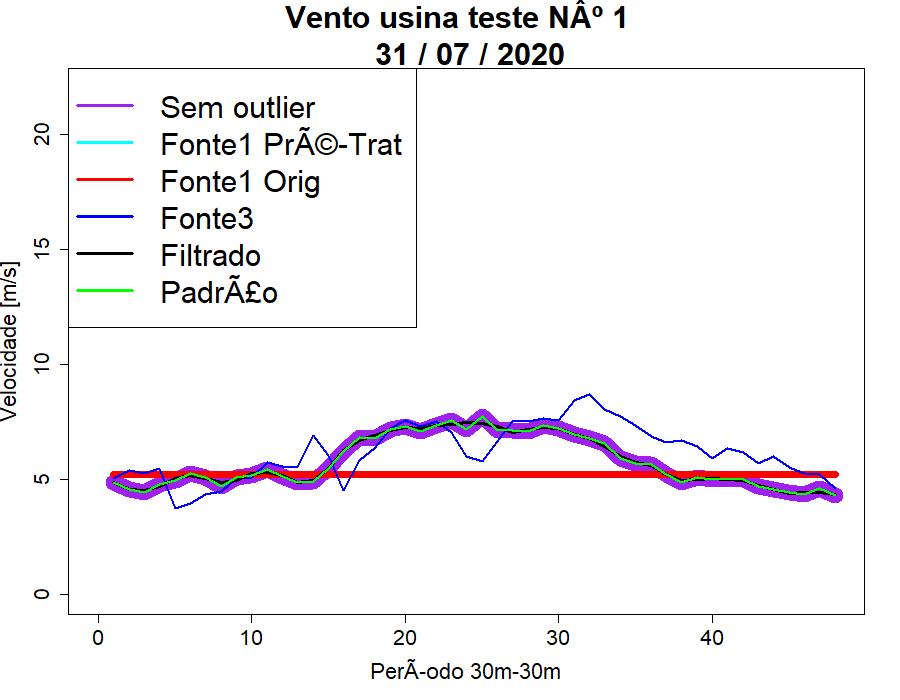 Vento usina teste NÂº 1
31 / 07 / 2020
Sem outlier
Fonte1 PrÃ©-Trat
Fonte1 Orig
Fonte3
Filtrado
PadrÃ£o
Velocidade [m/s]
20
15
10
5
0
0 10 20 30 40
PerÃ-odo 30m-30m